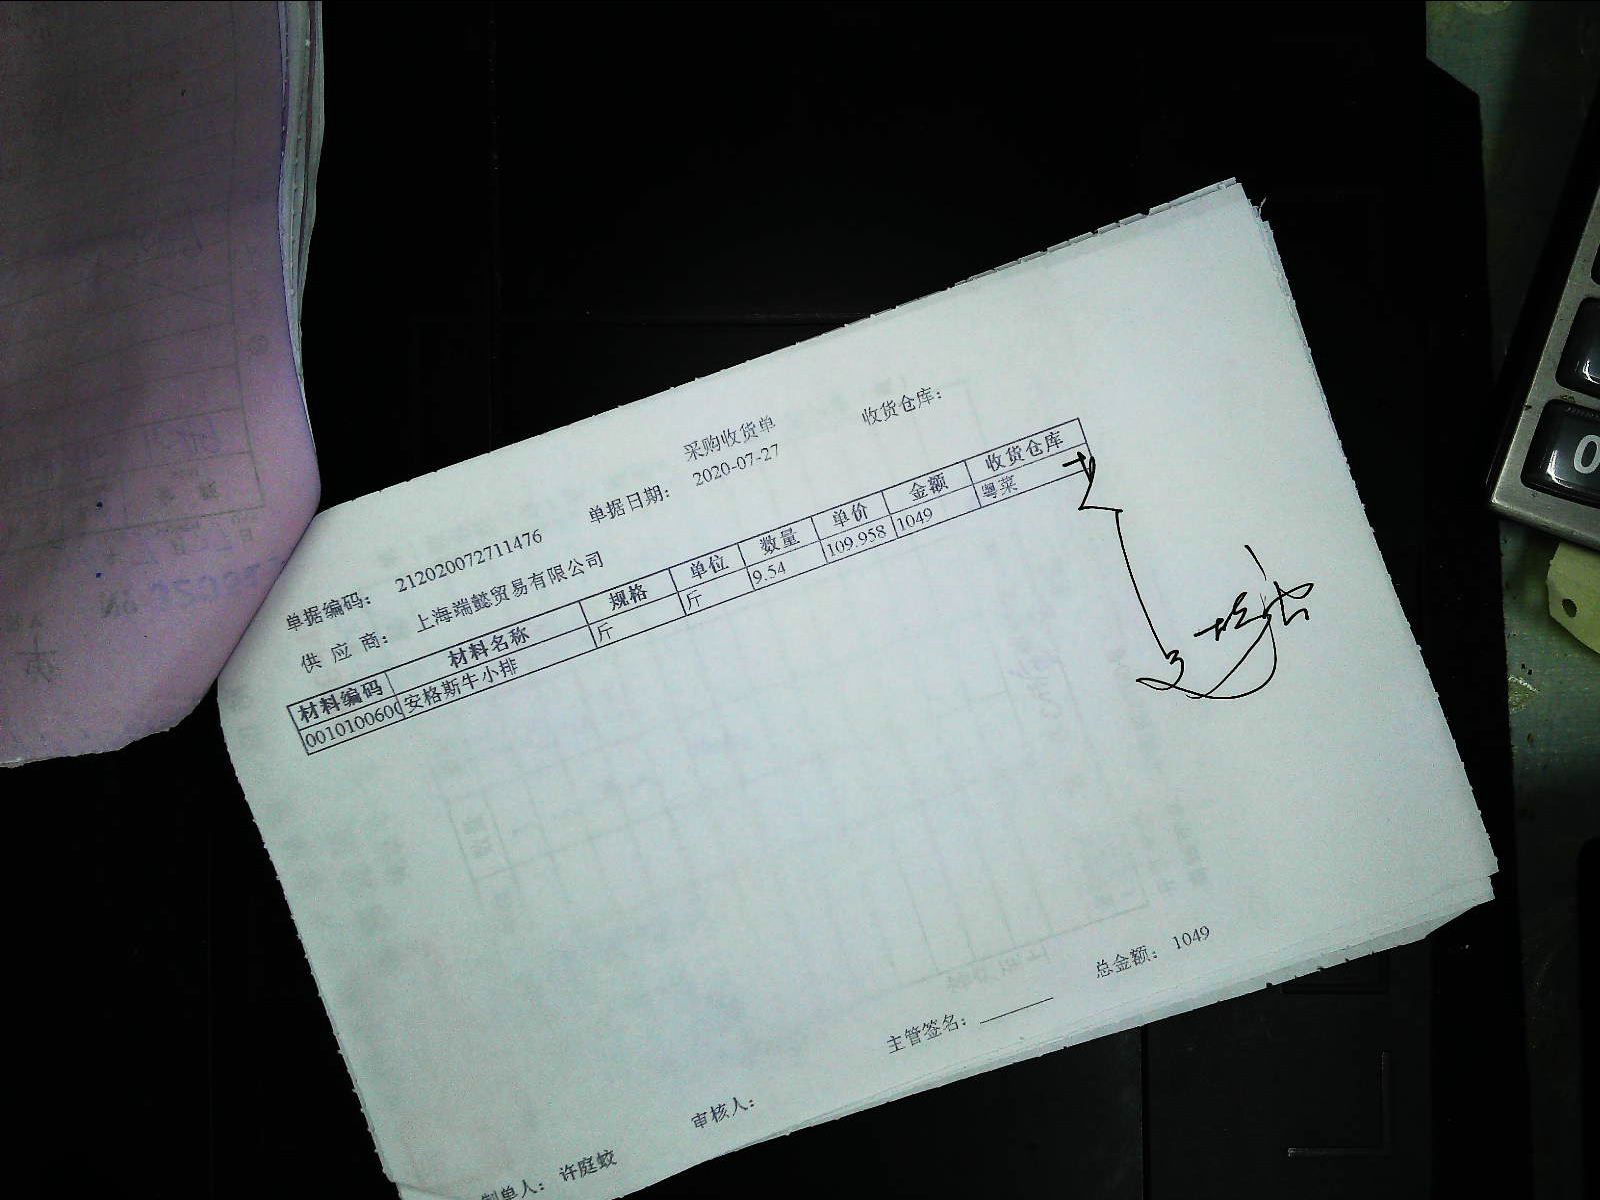 采购收货单
收货仓库：
单据编码： 212020072711476 单据日期： 2020-07-27
供 应 商： 上海端懿贸易有限公司
材料编码 材料名称 规格 单位 数量 单价 金额 收货仓库
0010100600 安格斯牛小排 斤 斤 9.54 109.958 1049 粤菜
总金额： 1049
主管签名：
审核人：
制单人： 许庭蛟
0